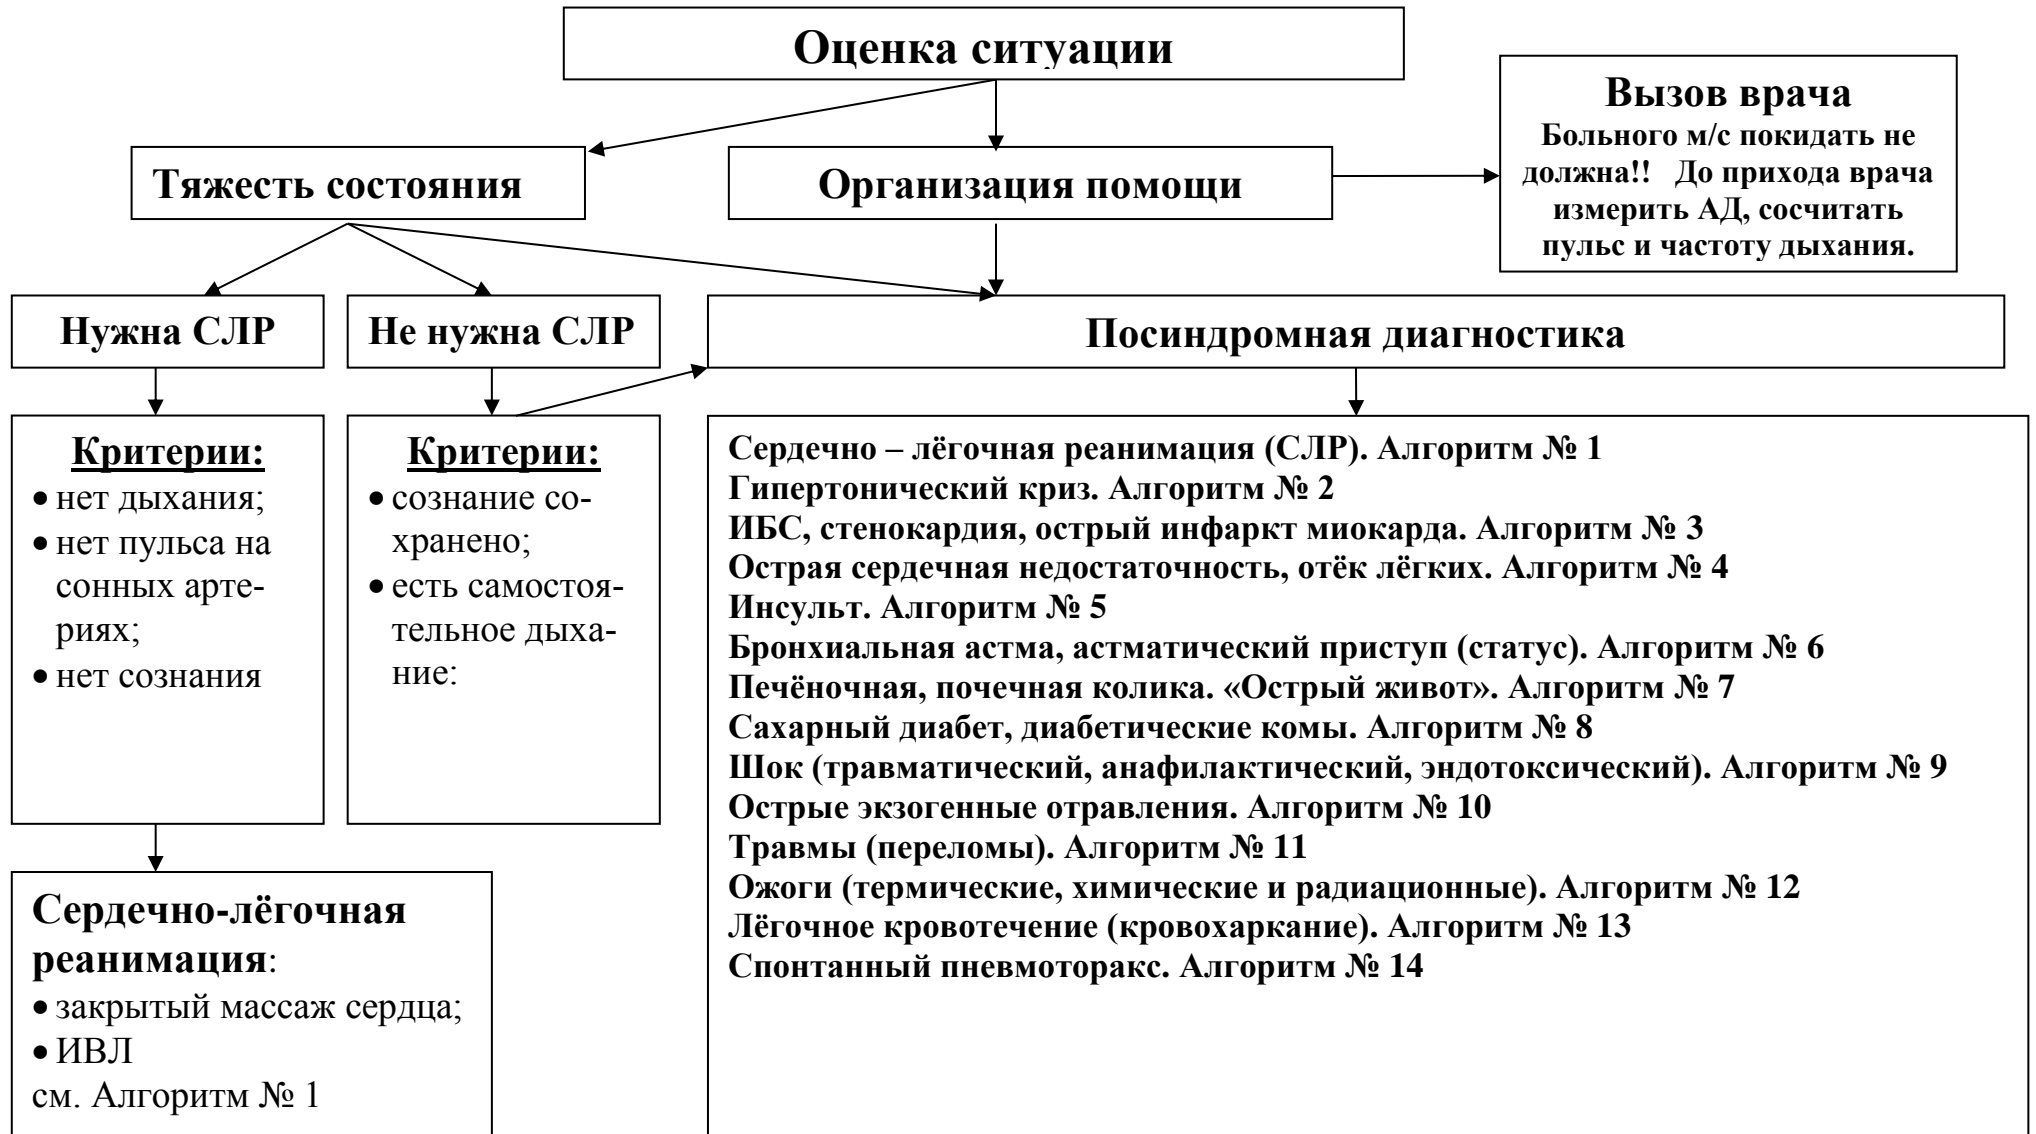 Оценка ситуации
Вызов врача
Больного м/с покидать не
должна!! До прихода врача
измерить АД, сосчитать
пульс и частоту дыхания.
Тяжесть состояния
Организация помощи
Нужна СЛР
Не нужна СЛР
Посиндромная диагностика
Критерии:
• нет дыхания;
• нет пульса на
сонных арте-
риях;
• нет сознания
Критерии:
• сознание со-
хранено;
• есть самостоя-
тельное дыха-
ние:
Сердечно – лёгочная реанимация (СЛР). Алгоритм № 1
Гипертонический криз. Алгоритм № 2
ИБС, стенокардия, острый инфаркт миокарда. Алгоритм № 3
Острая сердечная недостаточность, отёк лёгких. Алгоритм № 4
Инсульт. Алгоритм № 5
Бронхиальная астма, астматический приступ (статус). Алгоритм № 6
Печёночная, почечная колика. «Острый живот». Алгоритм № 7
Сахарный диабет, диабетические комы. Алгоритм № 8
Шок (травматический, анафилактический, эндотоксический). Алгоритм № 9
Острые экзогенные отравления. Алгоритм № 10
Травмы (переломы). Алгоритм № 11
Ожоги (термические, химические и радиационные). Алгоритм № 12
Лёгочное кровотечение (кровохаркание). Алгоритм № 13
Спонтанный пневмоторакс. Алгоритм № 14
Сердечно-лёгочная
реанимация:
• закрытый массаж сердца;
• ИВЛ
см. Алгоритм № 1